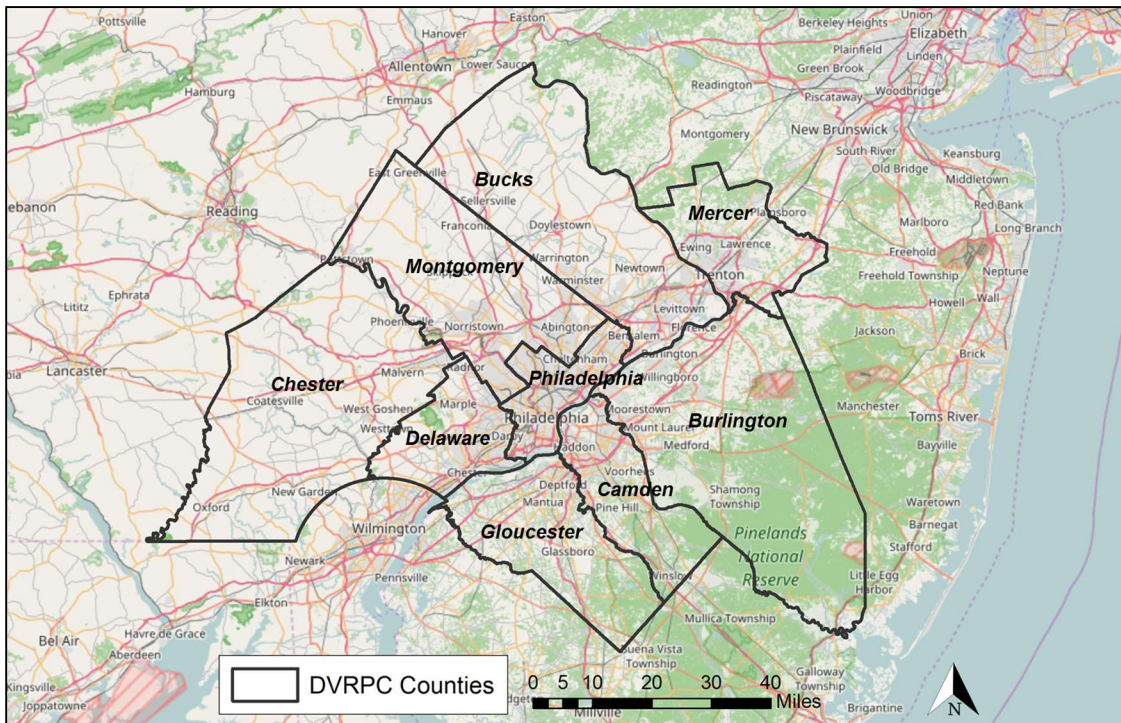 Pottsville
Easton
Union
Berkeley Heights
Elizabeth
Hanover
Plainfield
Linden
Allentown
Lower Saucon
Green Brook
Hamburg
Readington
Woodbridge
Emmaus
Piscataway
Montgomery
New Brunswick
South River
Keansburg
Old Bridge
Middletown
East Greenville
Bucks
Lebanon
Reading
Sellersville
Mercer
Plainsboro
Red Bank
Franconia
Doylestown
Marlboro
Long Branch
Ewing
Lawrence
Freehold
Montgomery
Warrington
Newtown
Trenton
Freehold Township
Neptune
Pottstown
Warminster
Ephrata
Levittown
Howell
Wall
Lititz
Phoenixville
Norristown
Abington
Bensalem
Florence
Jackson
Cheltenham
Burlington
Brick
Lancaster
Malvern
Radnor
Philadelphia
Willingboro
Chester
Coatesville
Manchester
Toms River
West Goshen
Marple
Philadelphia
Moorestown
Mount Laurel
Burlington
Westtown
Delaware
Darby
Haddon
Medford
Bayville
Chester
Voorhees
New Garden
Deptford
Camden
Shamong
Township
Waretown
Oxford
Mantua
Pine Hill
Barnegat
Wilmington
Gloucester
Pinelands
National
Reserve
Stafford
Newark
Glassboro
Pennsville
Winslow
Little Egg
Harbor
Elkton
Mullica Township
Bel Air
Havre de Grace
Aberdeen
Buena Vista
Township
Brigantine
Galloway
Township
Kingsville
Joppatowne
DVRPC Counties
0 5 10 20 30 40
Miles
Millville
N